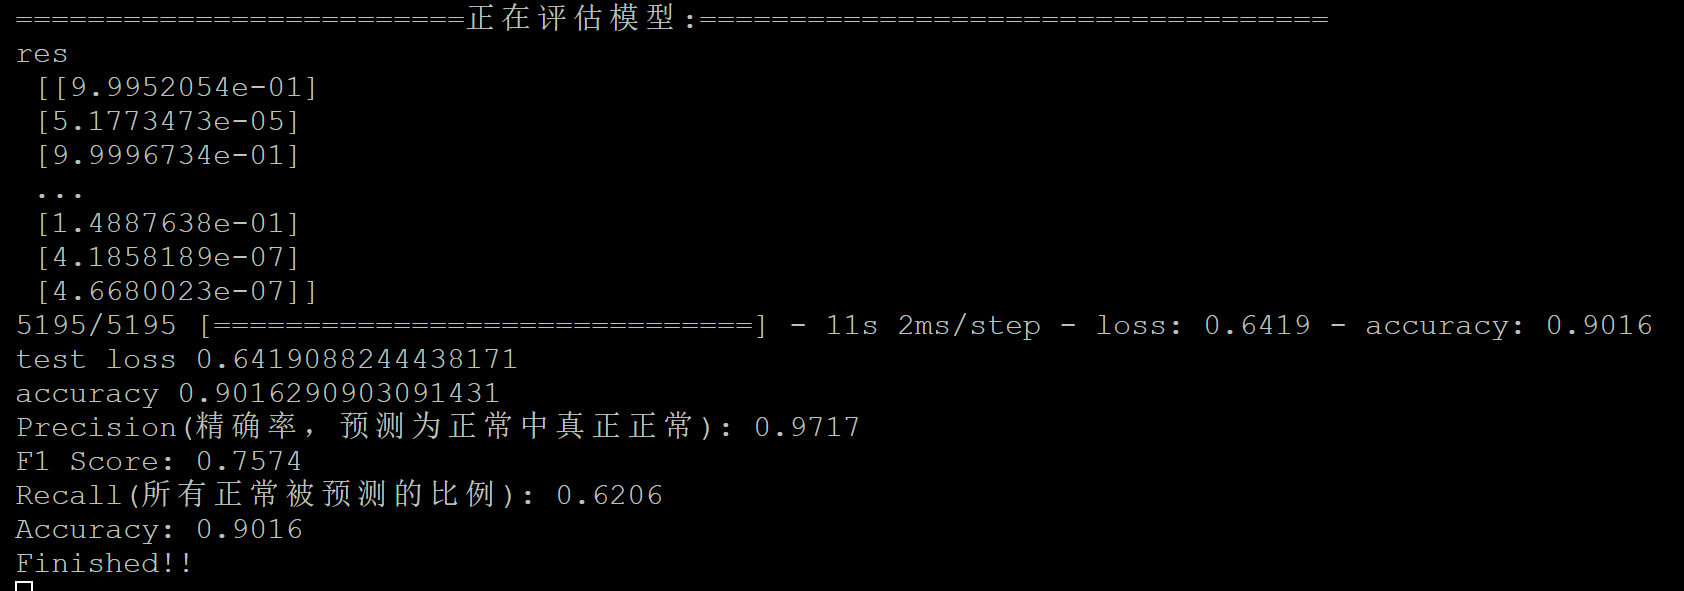 =========================正在评估模型:===================================
res
 [[9.9952054e-01]
 [5.1773473e-05]
 [9.9996734e-01]
 ...
 [1.4887638e-01]
 [4.1858189e-07]
 [4.6680023e-07]]
5195/5195 [==============================] - 11s 2ms/step - loss: 0.6419 - accuracy: 0.9016
test loss 0.6419088244438171
accuracy 0.9016290903091431
Precision(精确率，预测为正常中真正正常): 0.9717
F1 Score: 0.7574
Recall(所有正常被预测的比例): 0.6206
Accuracy: 0.9016
Finished!!